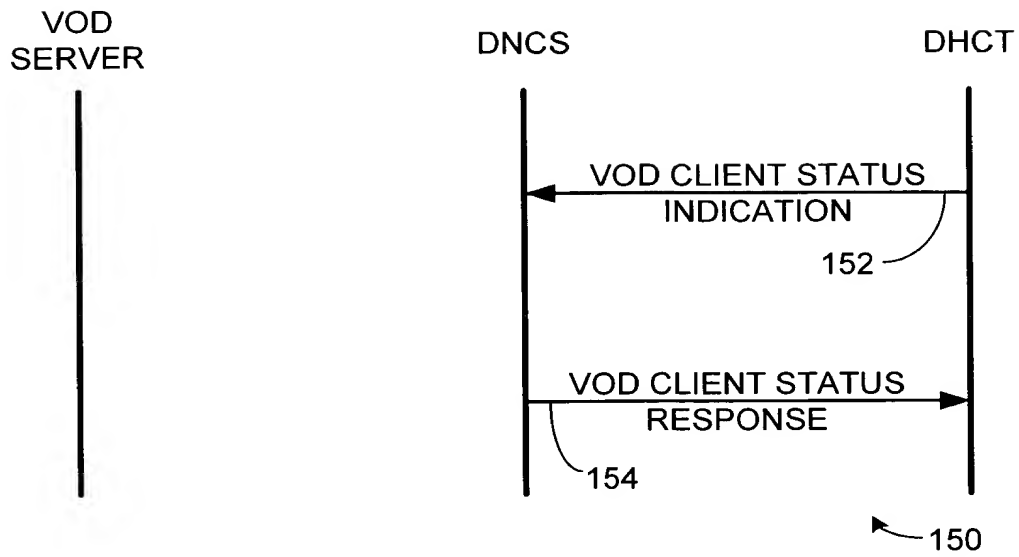 VOD
SERVER
DNCS
DHCT
VOD CLIENT STATUS
INDICATION
152
VOD CLIENT STATUS
RESPONSE
154
150